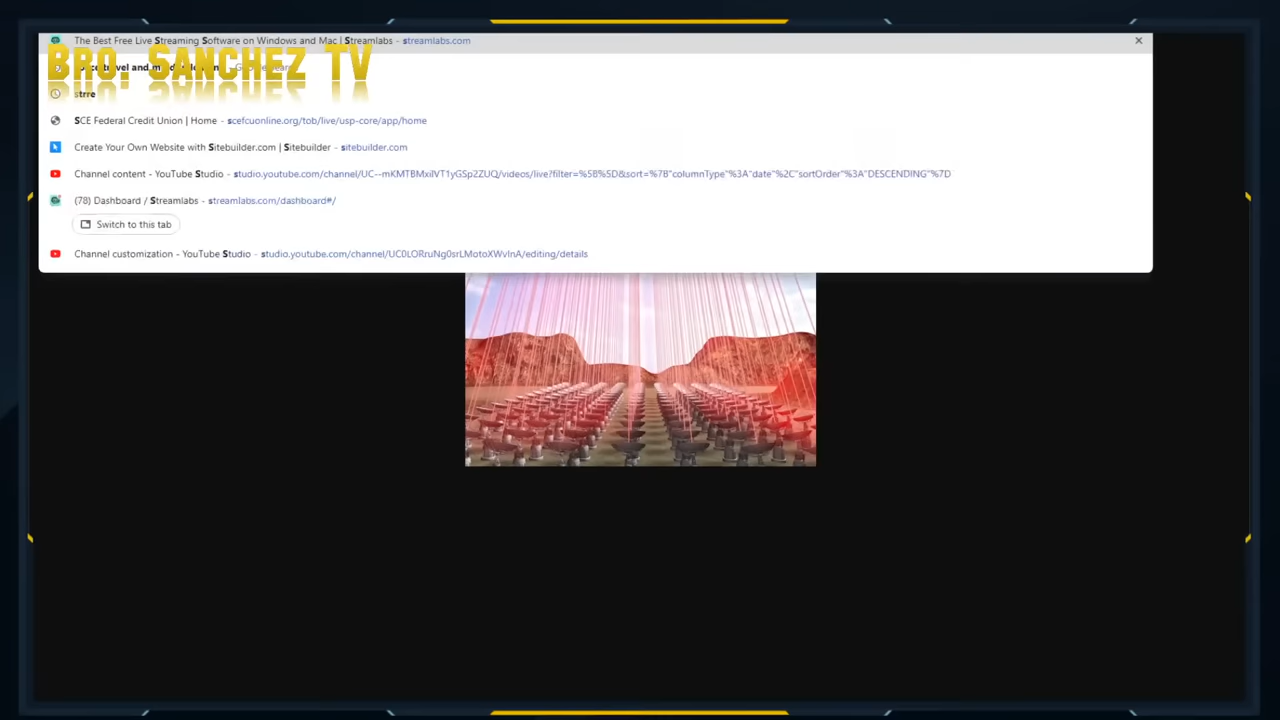 The Best Free Live Streaming Software on Windows and Mac | Streamlabs - streamlabs.com
BRO. SANCHEZ TV
strre
SCE Federal Credit Union | Home - scefcuonline.org/tob/live/usp-core/app/home
Create Your Own Website with Sitebuilder.com | Sitebuilder - sitebuilder.com
Channel content - YouTube Studio - studio.youtube.com/channel/UC--mKMTBMxiIVT1yGSp2ZUQ/videos/live?filter=%5B%5D&sort=%7B"columnType"%3A"date"%2C"sortOrder"%3A"DESCENDING"%7D
(78) Dashboard / Streamlabs - streamlabs.com/dashboard#/
Switch to this tab
Channel customization - YouTube Studio - studio.youtube.com/channel/UC0LORruNg0srLMotoXWvInA/editing/details